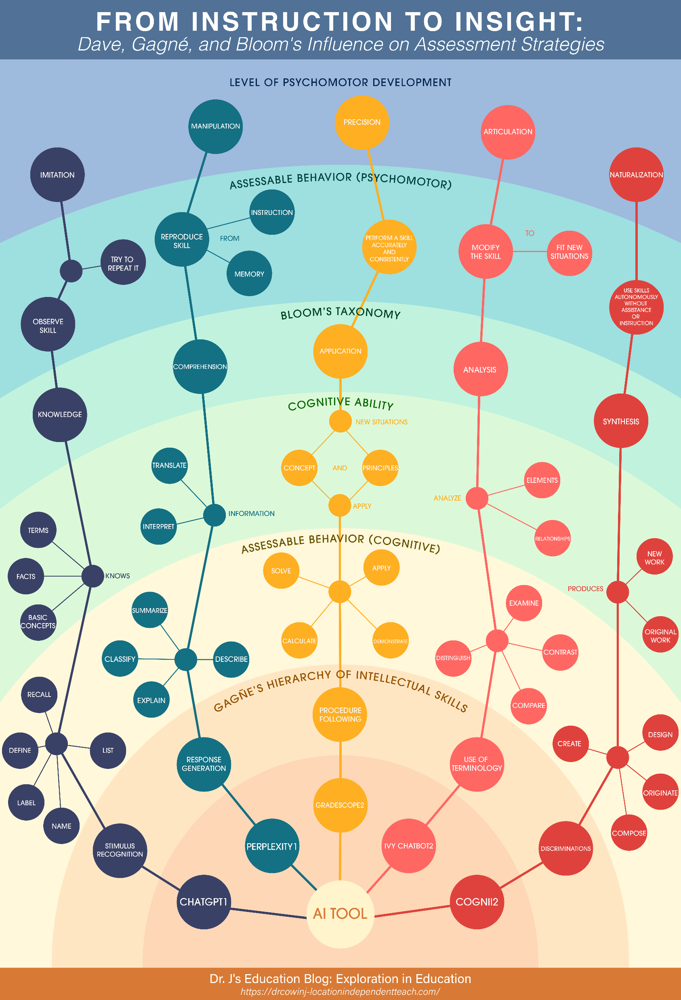 FROM INSTRUCTION TO INSIGHT:
Dave, Gagné, and Bloom's Influence on Assessment Strategies
LEVEL OF PSYCHOMOTOR DEVELOPMENT
IMITATION
MANIPULATION
PRECISION
ARTICULATION
NATURALIZATION
ASSESSABLE BEHAVIOR (PSYCHOMOTOR)
TRY TO
REPEAT IT
OBSERVE
SKILL
REPRODUCE
SKILL
FROM
INSTRUCTION
MEMORY
PERFORM A SKILL
ACCURATELY
AND
CONSISTENTLY
MODIFY
THE SKILL
TO
FIT NEW
SITUATIONS
USE SKILLS
AUTONOMOUSLY
WITHOUT
ASSISTANCE
OR
INSTRUCTION
BLOOM'S TAXONOMY
KNOWLEDGE
COMPREHENSION
APPLICATION
ANALYSIS
SYNTHESIS
COGNITIVE ABILITY
TERMS
FACTS
BASIC
CONCEPTS
KNOWS
TRANSLATE
INTERPRET
INFORMATION
NEW SITUATIONS
CONCEPT
AND
PRINCIPLES
APPLY
ANALYZE
ELEMENTS
RELATIONSHIPS
PRODUCES
NEW
WORK
ORIGINAL
WORK
ASSESSABLE BEHAVIOR (COGNITIVE)
RECALL
DEFINE
LIST
LABEL
NAME
SUMMARIZE
CLASSIFY
DESCRIBE
EXPLAIN
SOLVE
APPLY
CALCULATE
DEMONSTRATE
EXAMINE
DISTINGUISH
CONTRAST
COMPARE
CREATE
DESIGN
ORIGINATE
COMPOSE
GAGÑE'S HIERARCHY OF INTELLECTUAL SKILLS
STIMULUS
RECOGNITION
RESPONSE
GENERATION
PROCEDURE
FOLLOWING
USE OF
TERMINOLOGY
DISCRIMINATIONS
CHATGPT1
PERPLEXITY1
GRADESCOPE2
IVY CHATBOT2
COGNII2
AI TOOL
Dr. J's Education Blog: Exploration in Education
https://drcowinj-locationindependentteach.com/